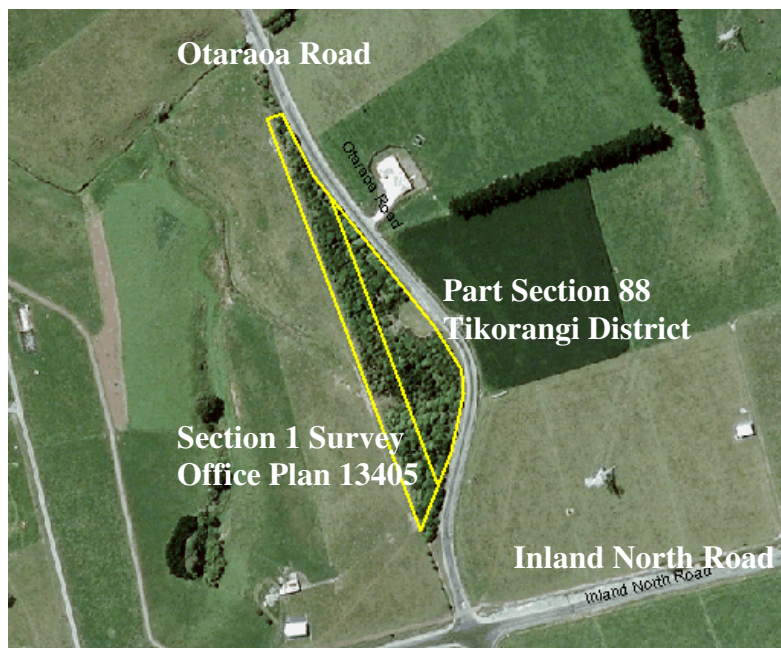 Otaraoa Road
Otaraoa Road
Part Section 88
Tikorangi District
Section 1 Survey
Office Plan 13405
Inland North Road
Inland North Road